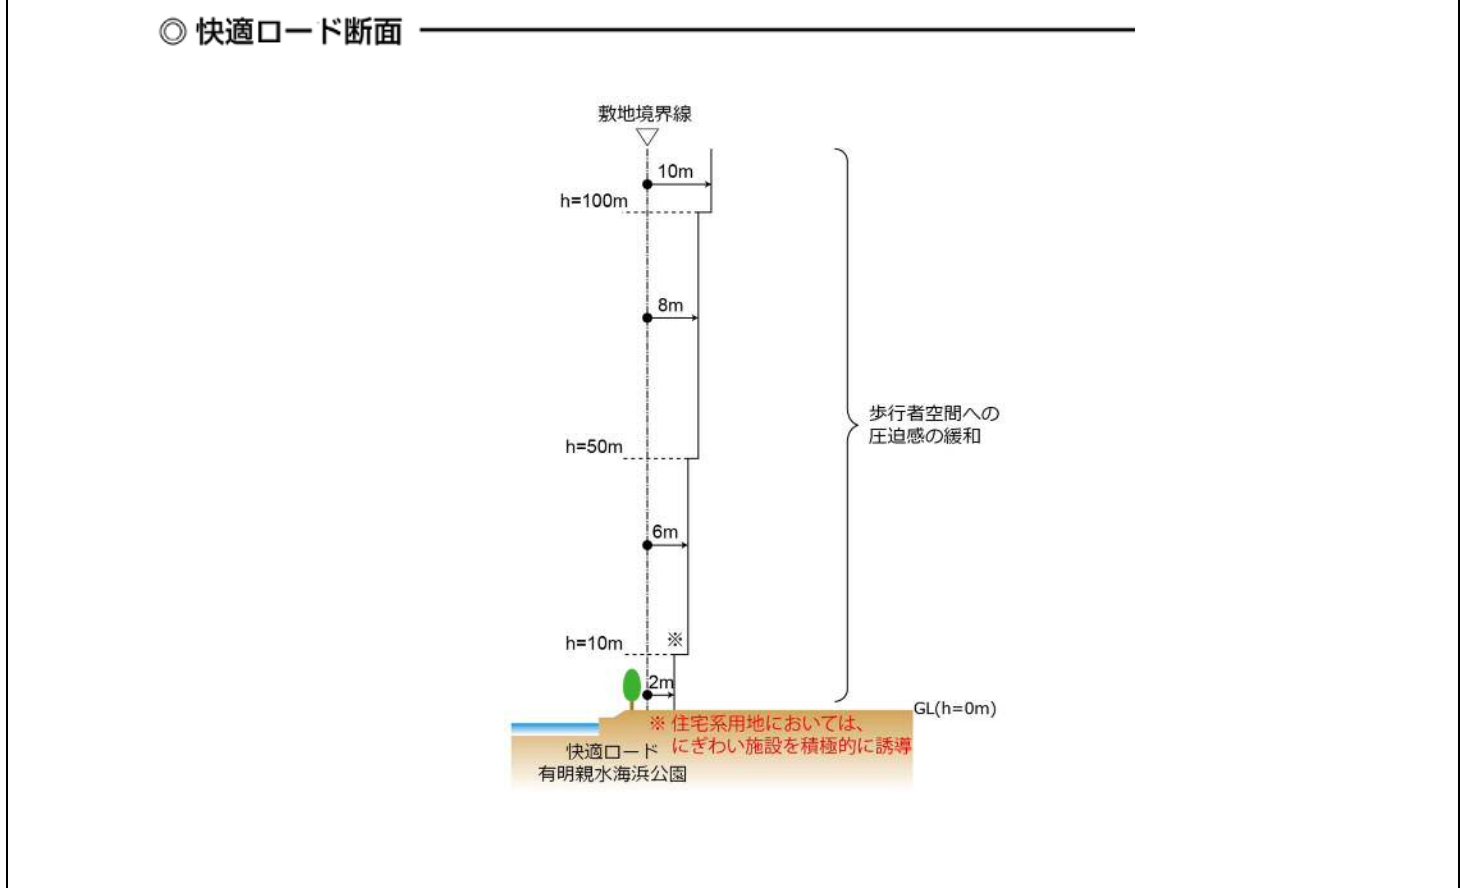 ◎ 快適ロード断面
敷地境界線
10m
h=100m
8m
h=50m
歩行者空間への
圧迫感の緩和
6m
h=10m
※
2m
GL(h=0m)
※ 住宅系用地においては、
にぎわい施設を積極的に誘導
快適ロード
有明親水海浜公園